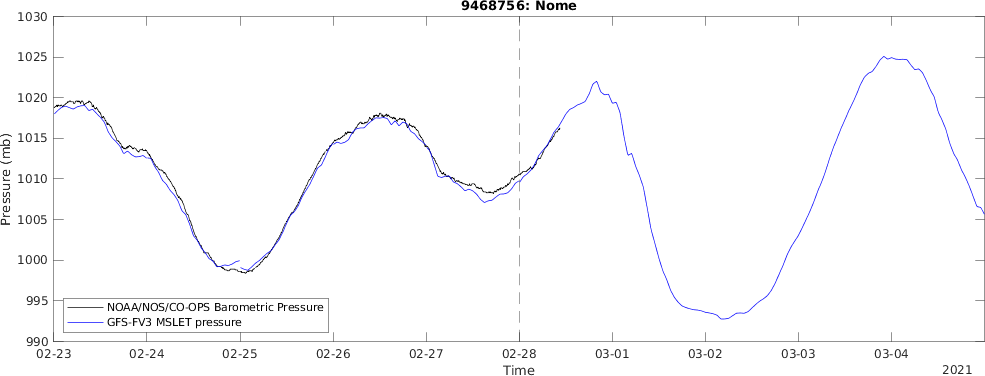 9468756: Nome
1030
1025
1020
1015
1010
1005
1000
995
990
Pressure (mb)
NOAA/NOS/CO-OPS Barometric Pressure
GFS-FV3 MSLET pressure
02-23 02-24 02-25 02-26 02-27 02-28 03-01 03-02 03-03 03-04
Time
2021